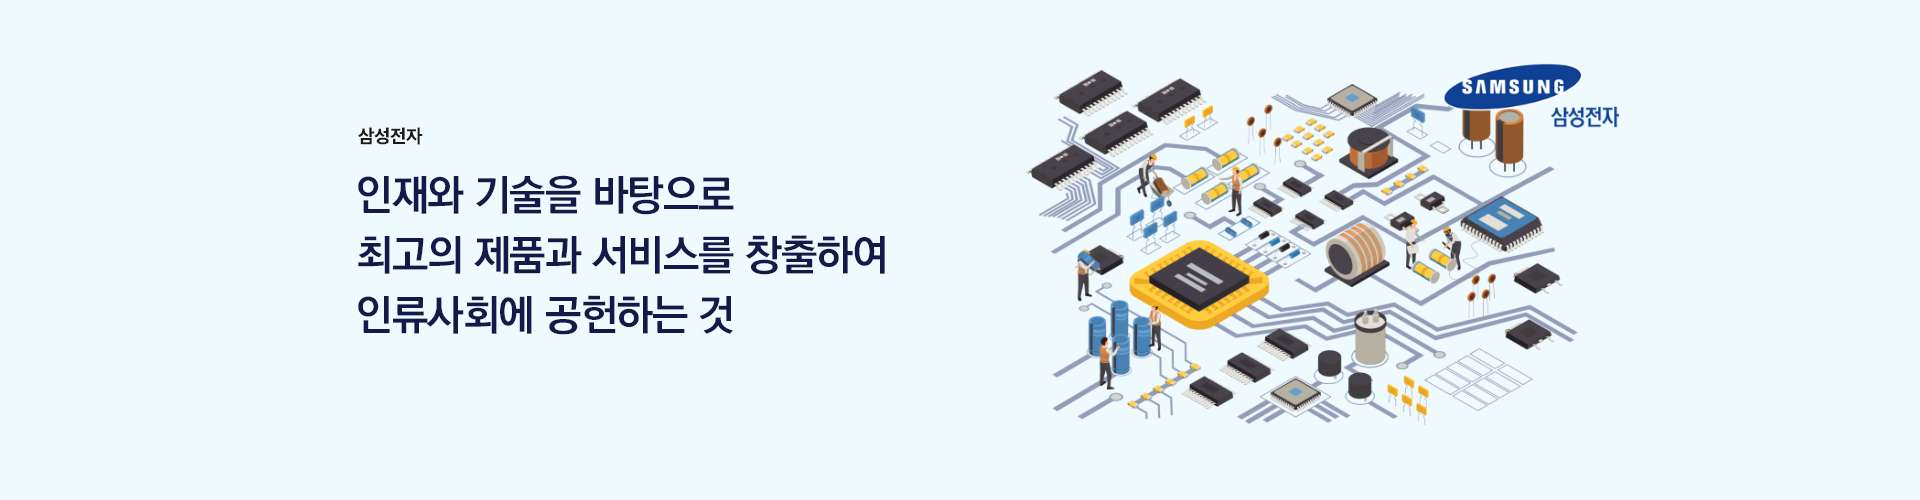 삼성전자
인재와 기술을 바탕으로
최고의 제품과 서비스를 창출하여
인류사회에 공헌하는 것
SAMSUNG
삼성전자